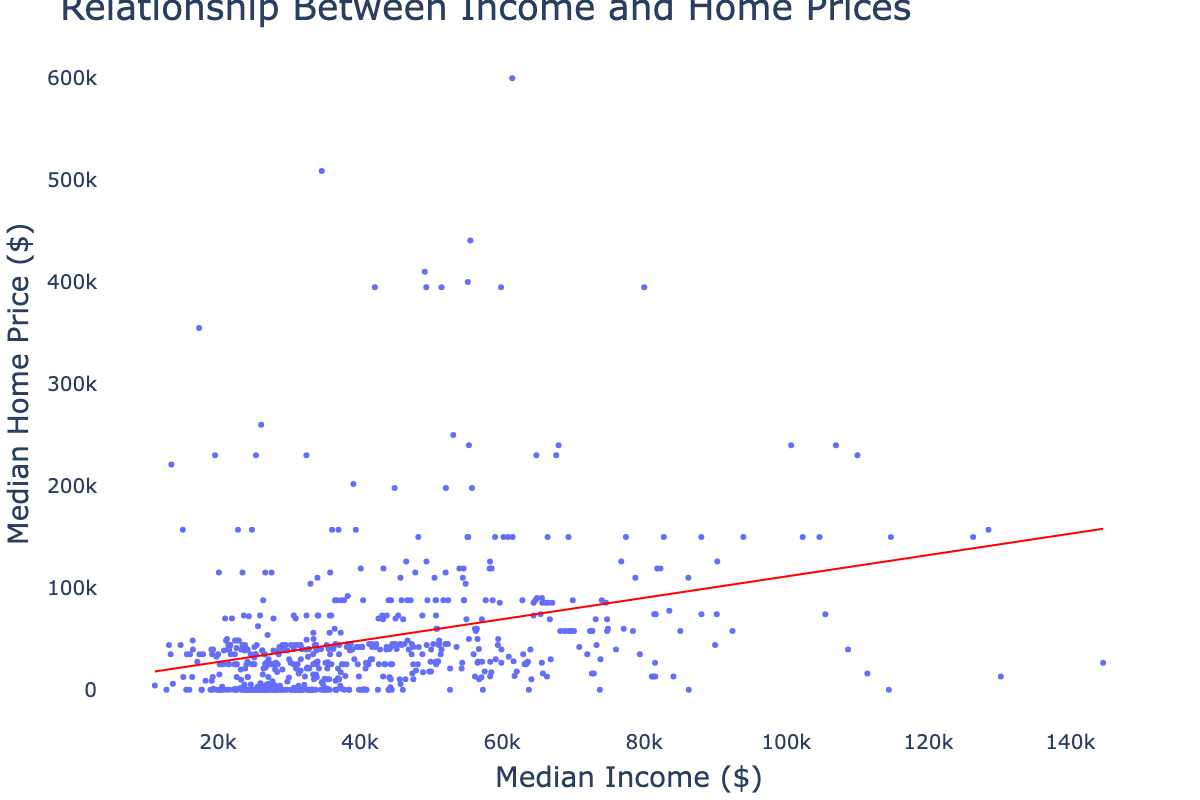 Relationship Between Income and Home Prices
600k
500k
400k
300k
200k
100k
0
Median Home Price ($)
20k
40k
60k
80k
100k
120k
140k
Median Income ($)